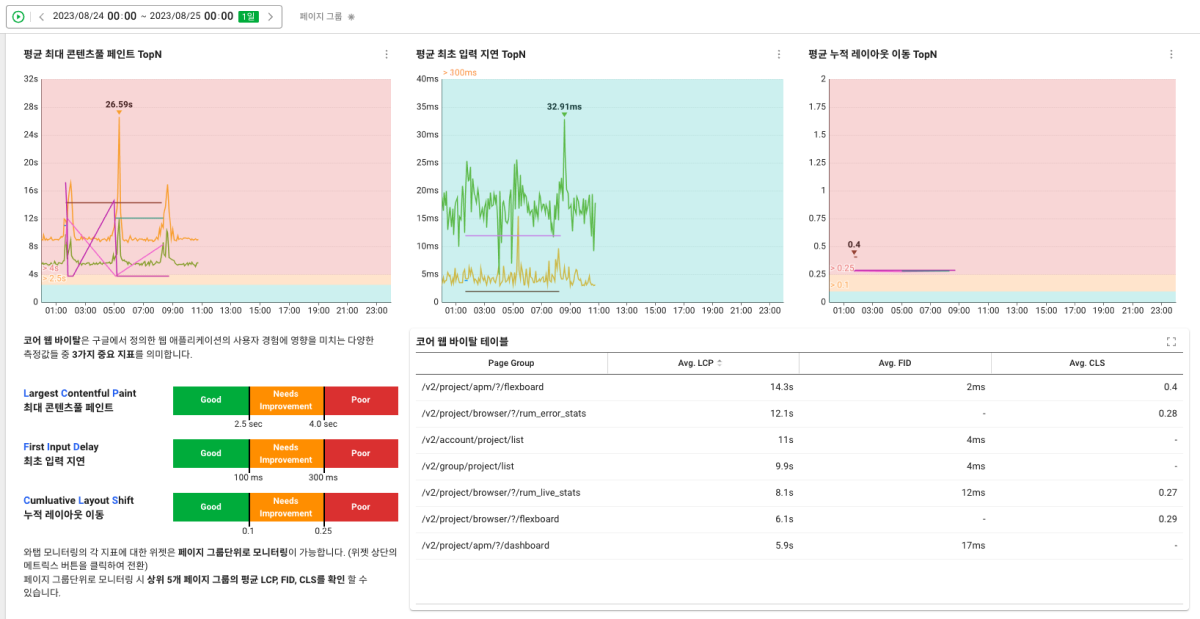 2023/08/24 00:00 ~ 2023/08/25 00:00 1일
페이지 그룹
평균 최대 콘텐츠풀 페인트 TopN
32s
28s
24s
20s
16s
12s
8s
4s
0
26.59s
> 4s
> 2.5s
01:00 03:00 05:00 07:00 09:00 11:00 13:00 15:00 17:00 19:00 21:00 23:00
평균 최초 입력 지연 TopN
> 300ms
40ms
35ms
30ms
25ms
20ms
15ms
10ms
5ms
0
32.91ms
01:00 03:00 05:00 07:00 09:00 11:00 13:00 15:00 17:00 19:00 21:00 23:00
평균 누적 레이아웃 이동 TopN
2
1.75
1.5
1.25
1
0.75
0.5
0.25
0
0.4
> 0.25
> 0.1
01:00 03:00 05:00 07:00 09:00 11:00 13:00 15:00 17:00 19:00 21:00 23:00
코어 웹 바이탈은 구글에서 정의한 웹 애플리케이션의 사용자 경험에 영향을 미치는 다양한
측정값들 중 3가지 중요 지표를 의미합니다.
Largest Contentful Paint
최대 콘텐츠풀 페인트
Good
Needs
Improvement
Poor
2.5 sec 4.0 sec
First Input Delay
최초 입력 지연
Good
Needs
Improvement
Poor
100 ms 300 ms
Cumluative Layout Shift
누적 레이아웃 이동
Good
Needs
Improvement
Poor
0.1 0.25
와탭 모니터링의 각 지표에 대한 위젯은 페이지 그룹단위로 모니터링이 가능합니다. (위젯 상단의
메트릭스 버튼을 클릭하여 전환)
페이지 그룹단위로 모니터링 시 상위 5개 페이지 그룹의 평균 LCP, FID, CLS를 확인 할 수
있습니다.
코어 웹 바이탈 테이블
Page Group Avg. LCP Avg. FID Avg. CLS
/v2/project/apm/?/flexboard 14.3s 2ms 0.4
/v2/project/browser/?/rum_error_stats 12.1s - 0.28
/v2/account/project/list 11s 4ms -
/v2/group/project/list 9.9s 4ms -
/v2/project/browser/?/rum_live_stats 8.1s 12ms 0.27
/v2/project/browser/?/flexboard 6.1s - 0.29
/v2/project/apm/?/dashboard 5.9s 17ms -